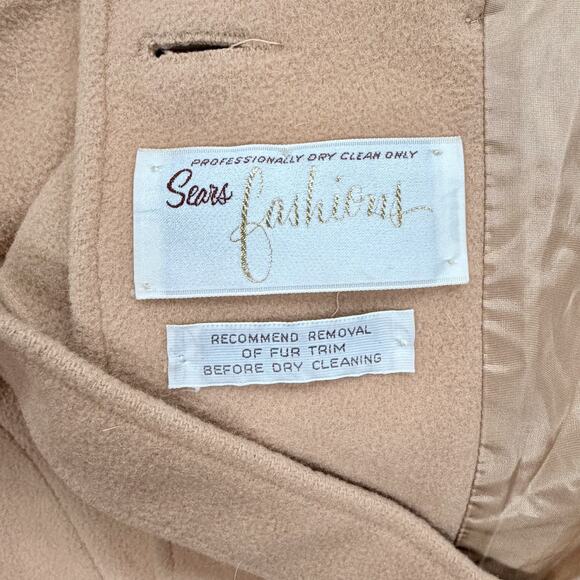 PROFESSIONALLY DRY CLEAN ONLY
Sears fashions
RECOMMEND REMOVAL
OF FUR TRIM
BEFORE DRY CLEANING